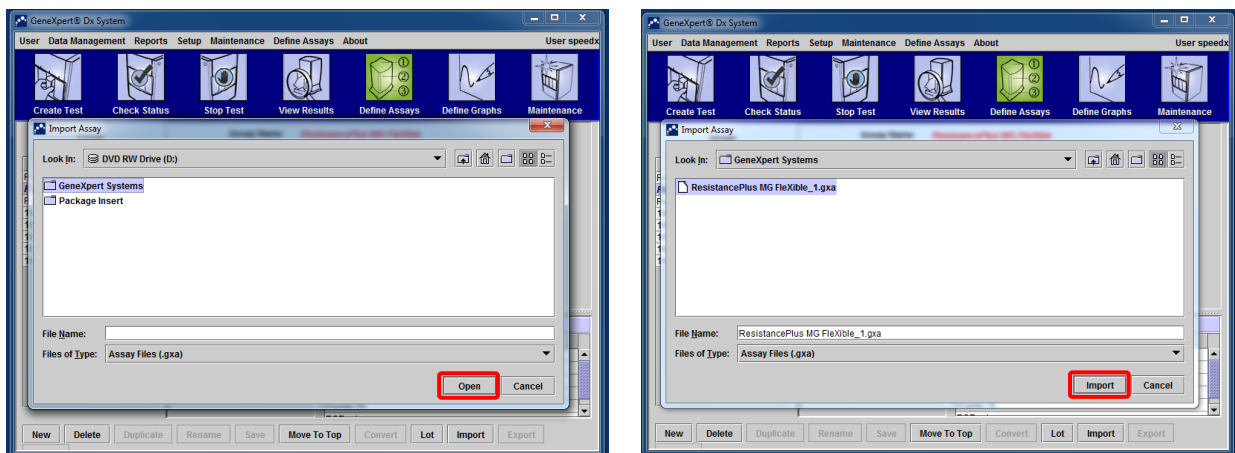 GeneXpert® Dx System
User Data Management Reports Setup Maintenance Define Assays About User speedx
Create Test Check Status Stop Test View Results Define Assays Define Graphs Maintenance
Import Assay
Look In: DVD RW Drive (D:)
GeneXpert Systems
Package Insert
File Name:
Files of Type: Assay Files (.gxa)
Open Cancel
New Delete Duplicate Rename Save Move To Top Convert Lot Import Export
GeneXpert® Dx System
User Data Management Reports Setup Maintenance Define Assays About User speedx
Create Test Check Status Stop Test View Results Define Assays Define Graphs Maintenance
Import Assay
Look In: GeneXpert Systems
ResistancePlus MG FleXible_1.gxa
File Name: ResistancePlus MG FleXible_1.gxa
Files of Type: Assay Files (.gxa)
Import Cancel
New Delete Duplicate Rename Save Move To Top Convert Lot Import Export